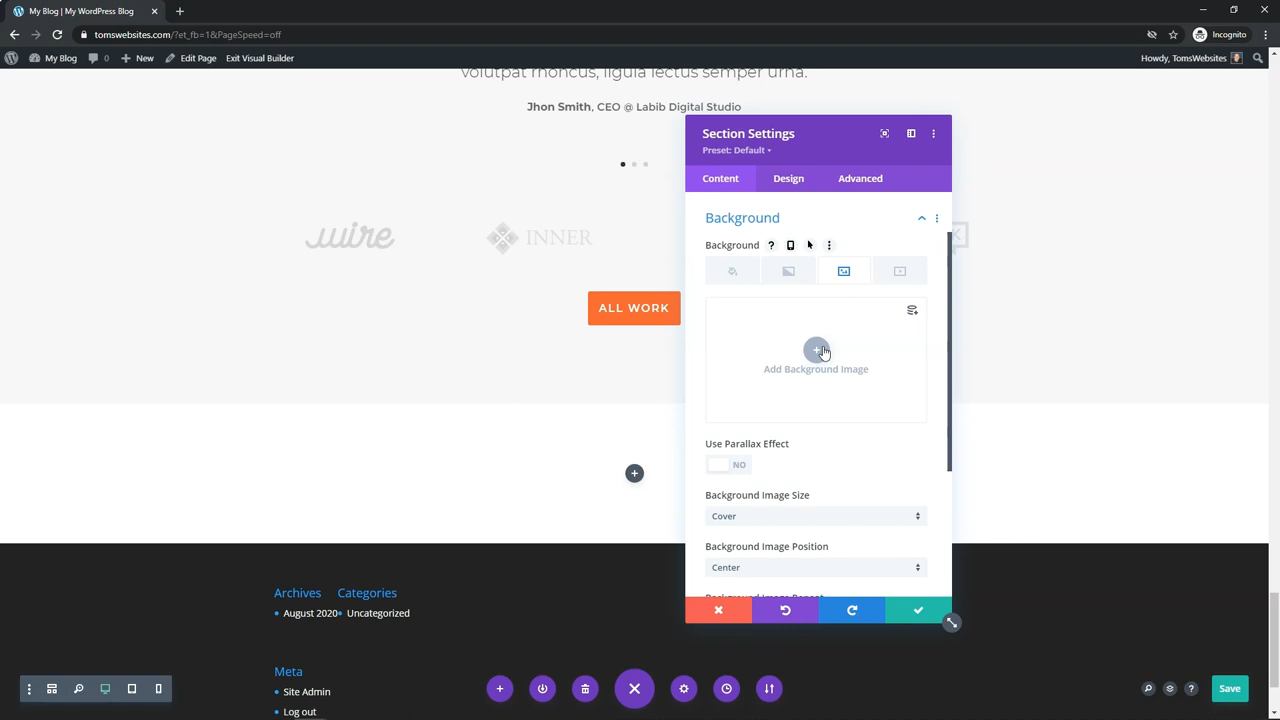 My Blog | My WordPress Blog
tomswebsites.com/?et_fb=1&PageSpeed=off
Incognito
My Blog
0
New
Edit Page
Exit Visual Builder
Howdy, TomsWebsites
volutpat rhoncus, ligula lectus semper urna.
Jhon Smith, CEO @ Labib Digital Studio
Section Settings
Preset: Default
Content
Design
Advanced
Background
Background
wire
INNER
ALL WORK
Add Background Image
Use Parallax Effect
NO
Background Image Size
Cover
Background Image Position
Center
Background Image Repeat
Archives
Categories
August 2020
Uncategorized
Meta
Site Admin
Log out
Save